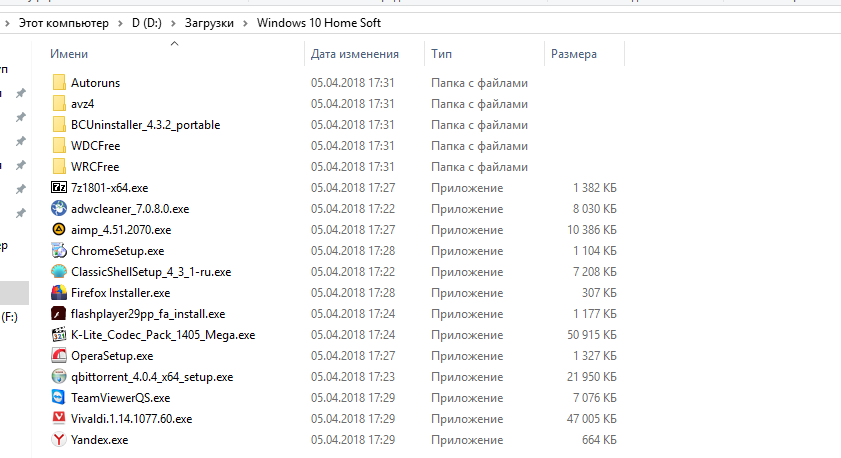 Этот компьютер > D (D:) > Загрузки > Windows 10 Home Soft
Имени Дата изменения Тип Размера
Autoruns 05.04.2018 17:31 Папка с файлами
avz4 05.04.2018 17:31 Папка с файлами
BCUninstaller_4.3.2_portable 05.04.2018 17:31 Папка с файлами
WDCFree 05.04.2018 17:31 Папка с файлами
WRCFree 05.04.2018 17:31 Папка с файлами
7z1801-x64.exe 05.04.2018 17:27 Приложение 1 382 КБ
adwcleaner_7.0.8.0.exe 05.04.2018 17:22 Приложение 8 030 КБ
aimp_4.51.2070.exe 05.04.2018 17:27 Приложение 10 386 КБ
ChromeSetup.exe 05.04.2018 17:28 Приложение 1 104 КБ
ClassicShellSetup_4_3_1-ru.exe 05.04.2018 17:22 Приложение 7 208 КБ
Firefox Installer.exe 05.04.2018 17:28 Приложение 307 КБ
(F:) flashplayer29pp_fa_install.exe 05.04.2018 17:24 Приложение 1 177 КБ
K-Lite_Codec_Pack_1405_Mega.exe 05.04.2018 17:24 Приложение 50 915 КБ
OperaSetup.exe 05.04.2018 17:27 Приложение 1 327 КБ
qbittorrent_4.0.4_x64_setup.exe 05.04.2018 17:23 Приложение 21 950 КБ
TeamViewerQS.exe 05.04.2018 17:29 Приложение 7 076 КБ
Vivaldi.1.14.1077.60.exe 05.04.2018 17:29 Приложение 47 005 КБ
Yandex.exe 05.04.2018 17:29 Приложение 664 КБ